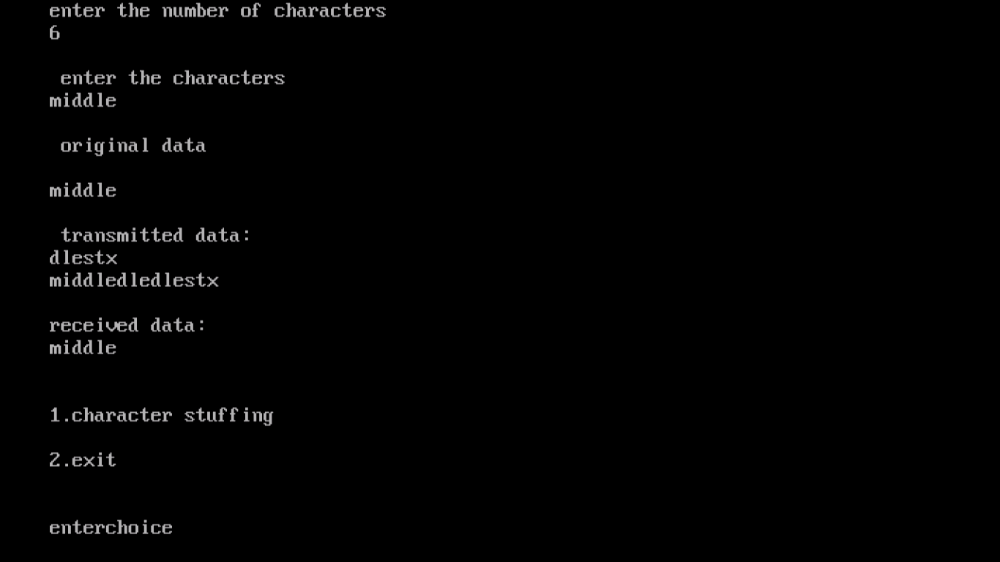 enter the number of characters
6
enter the characters
middle
original data
middle
transmitted data:
dlestx
middledledlestx
received data:
middle
1.character stuffing
2.exit
enterchoice